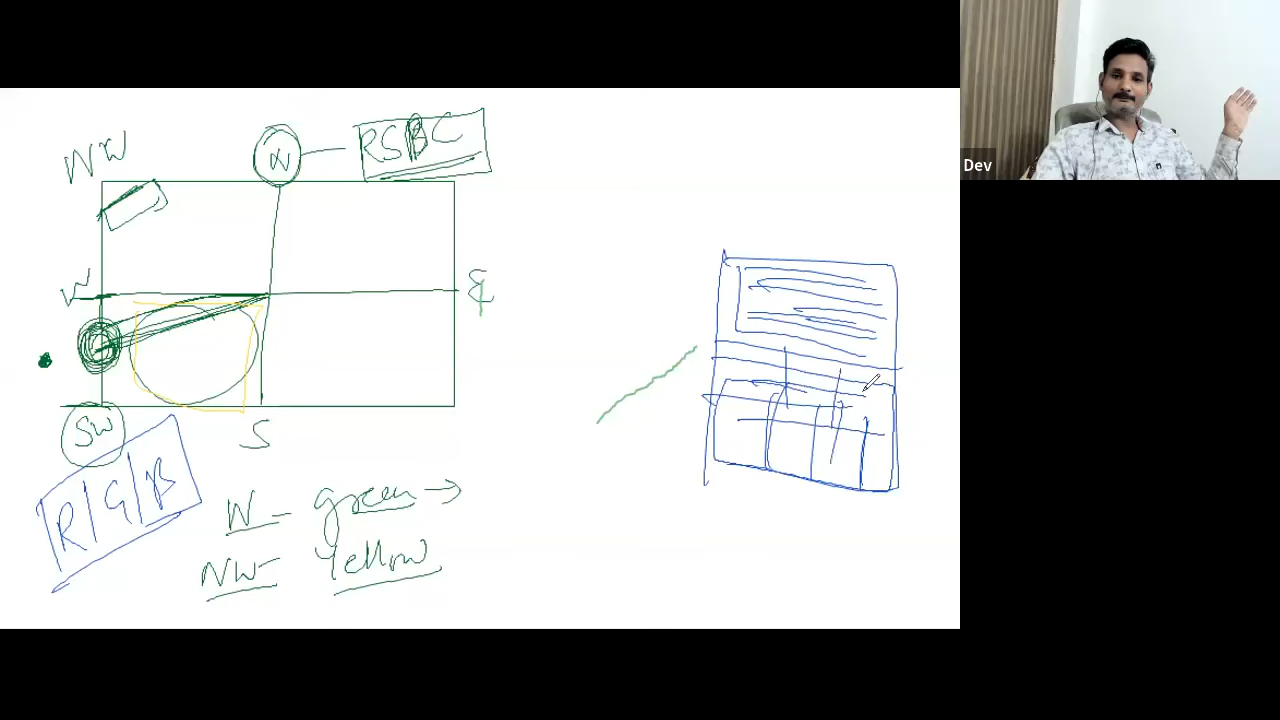 NW
N
RSBC
W
E
SW
S
R/G/B
W- green →
NW- Yellow
Dev